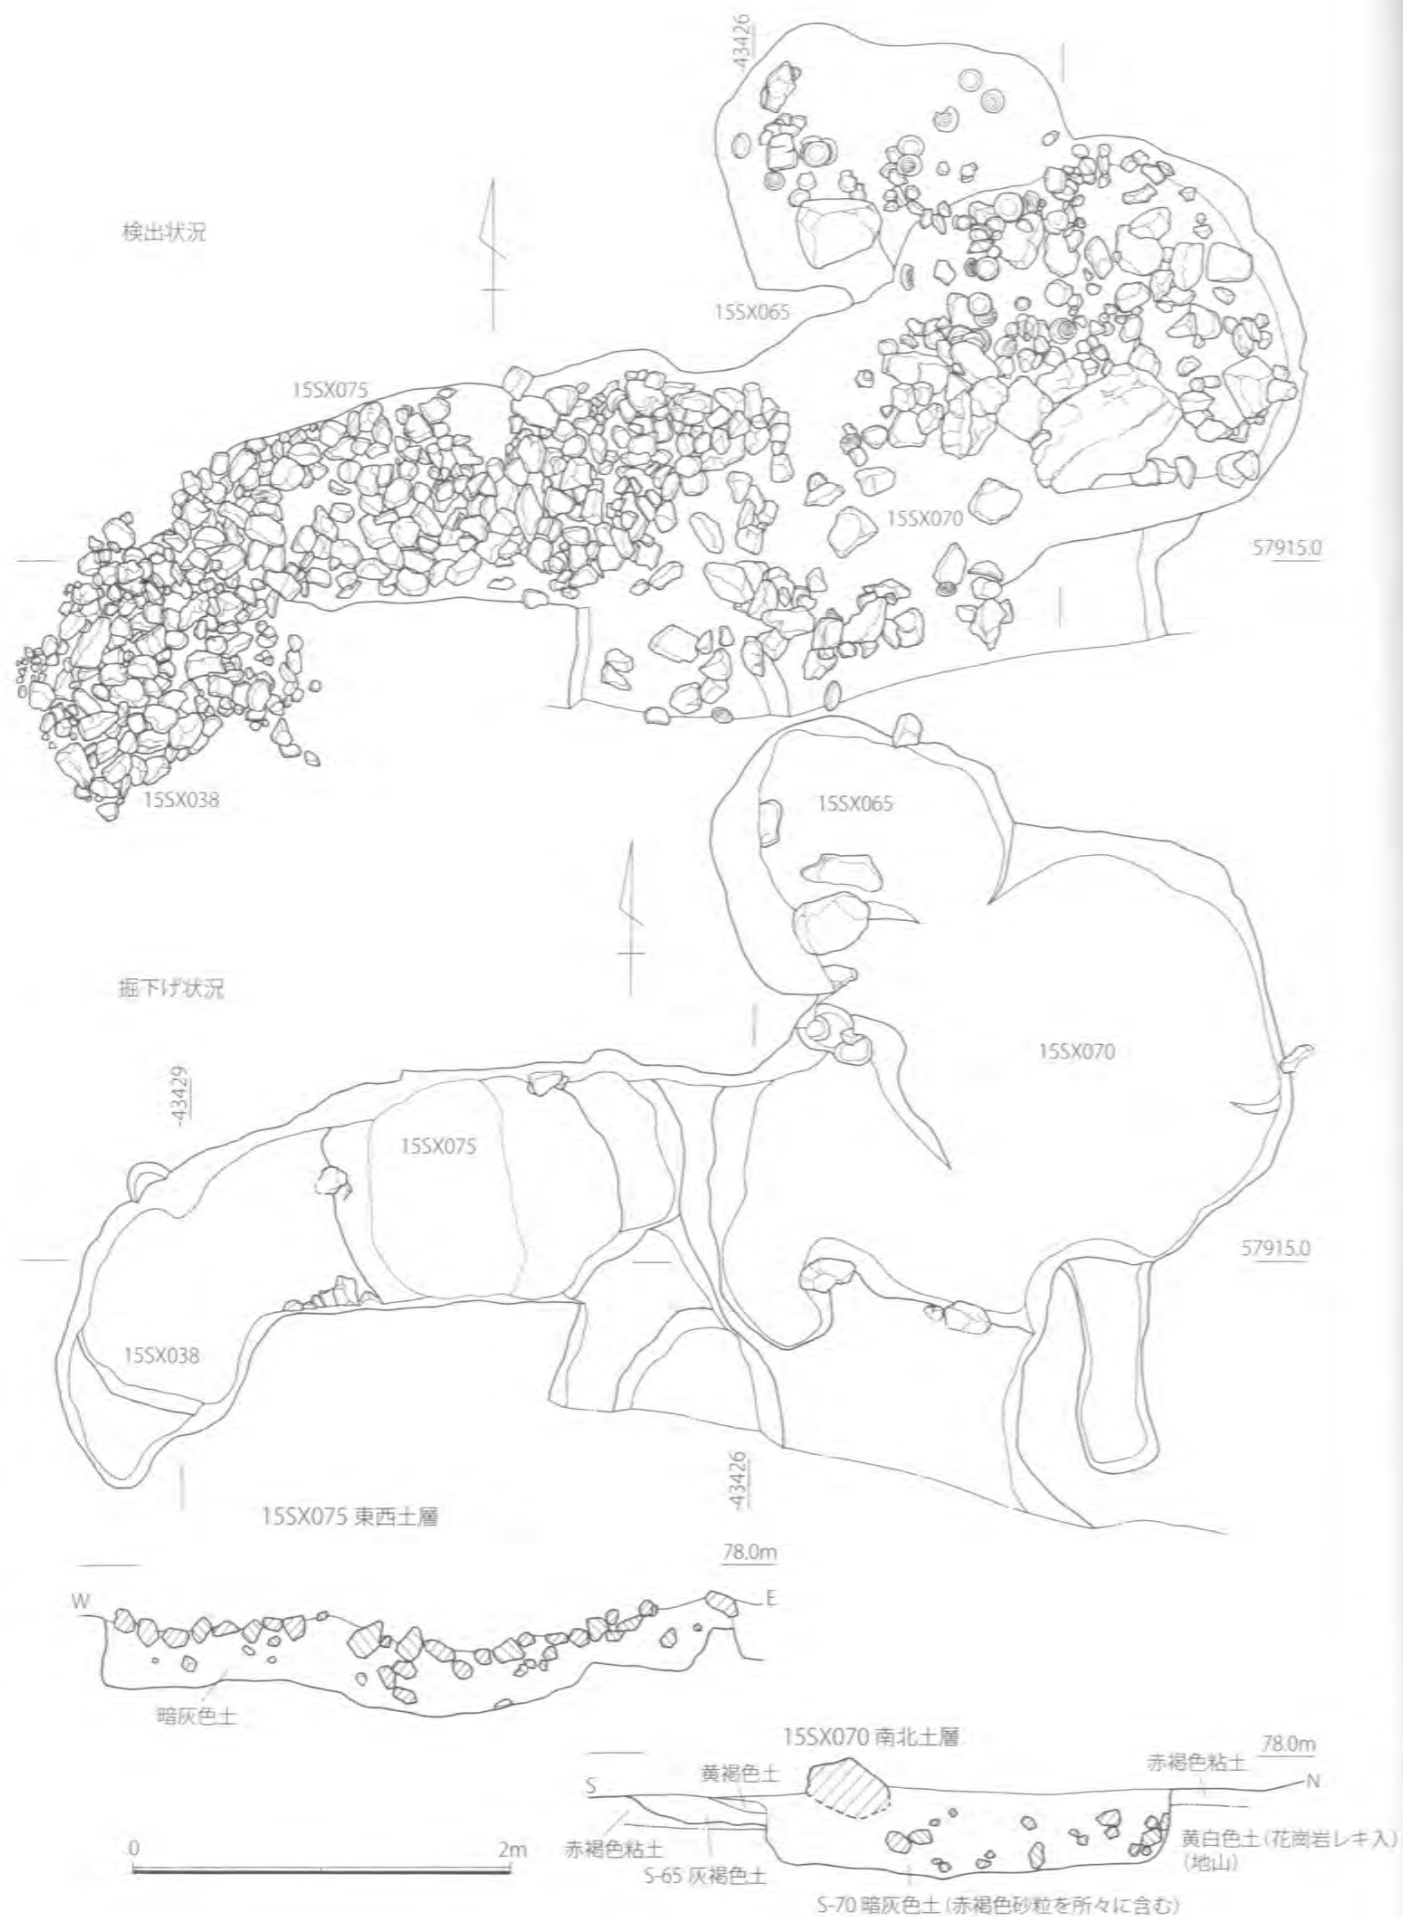 -43426
検出状況
15SX065
15SX075
15SX070
57915.0
15SX038
15SX065
掘下げ状況
15SX070
-43429
15SX075
57915.0
15SX038
-43426
15SX075 東西土層
78.0m
W
E
暗灰色土
15SX070 南北土層
78.0m
赤褐色粘土
黄褐色土
S
N
赤褐色粘土
黄白色土(花崗岩レキ入)
(地山)
S-65 灰褐色土
0
2m
S-70 暗灰色土(赤褐色砂粒を所々に含む)